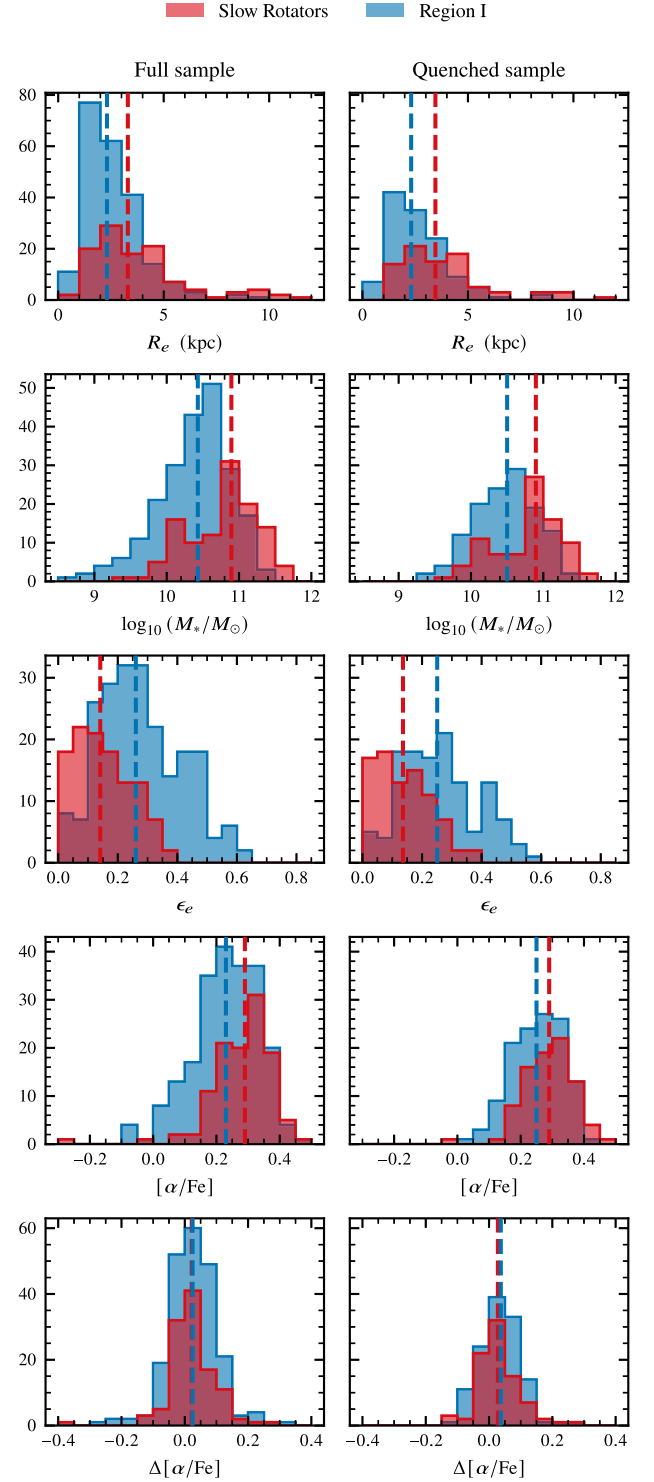 Slow Rotators Region I
Full sample Quenched sample
80
60
40
20
0
0 5 10 0 5 10
R_e (kpc) R_e (kpc)
50
40
30
20
10
0
9 10 11 12 9 10 11 12
log₁₀ (M_*/M_⊙) log₁₀ (M_*/M_⊙)
30
20
10
0
0.0 0.2 0.4 0.6 0.8 0.0 0.2 0.4 0.6 0.8
ϵ_e ϵ_e
40
30
20
10
0
−0.2 0.0 0.2 0.4 −0.2 0.0 0.2 0.4
[α/Fe] [α/Fe]
60
40
20
0
−0.4 −0.2 0.0 0.2 0.4 −0.4 −0.2 0.0 0.2 0.4
Δ[α/Fe] Δ[α/Fe]